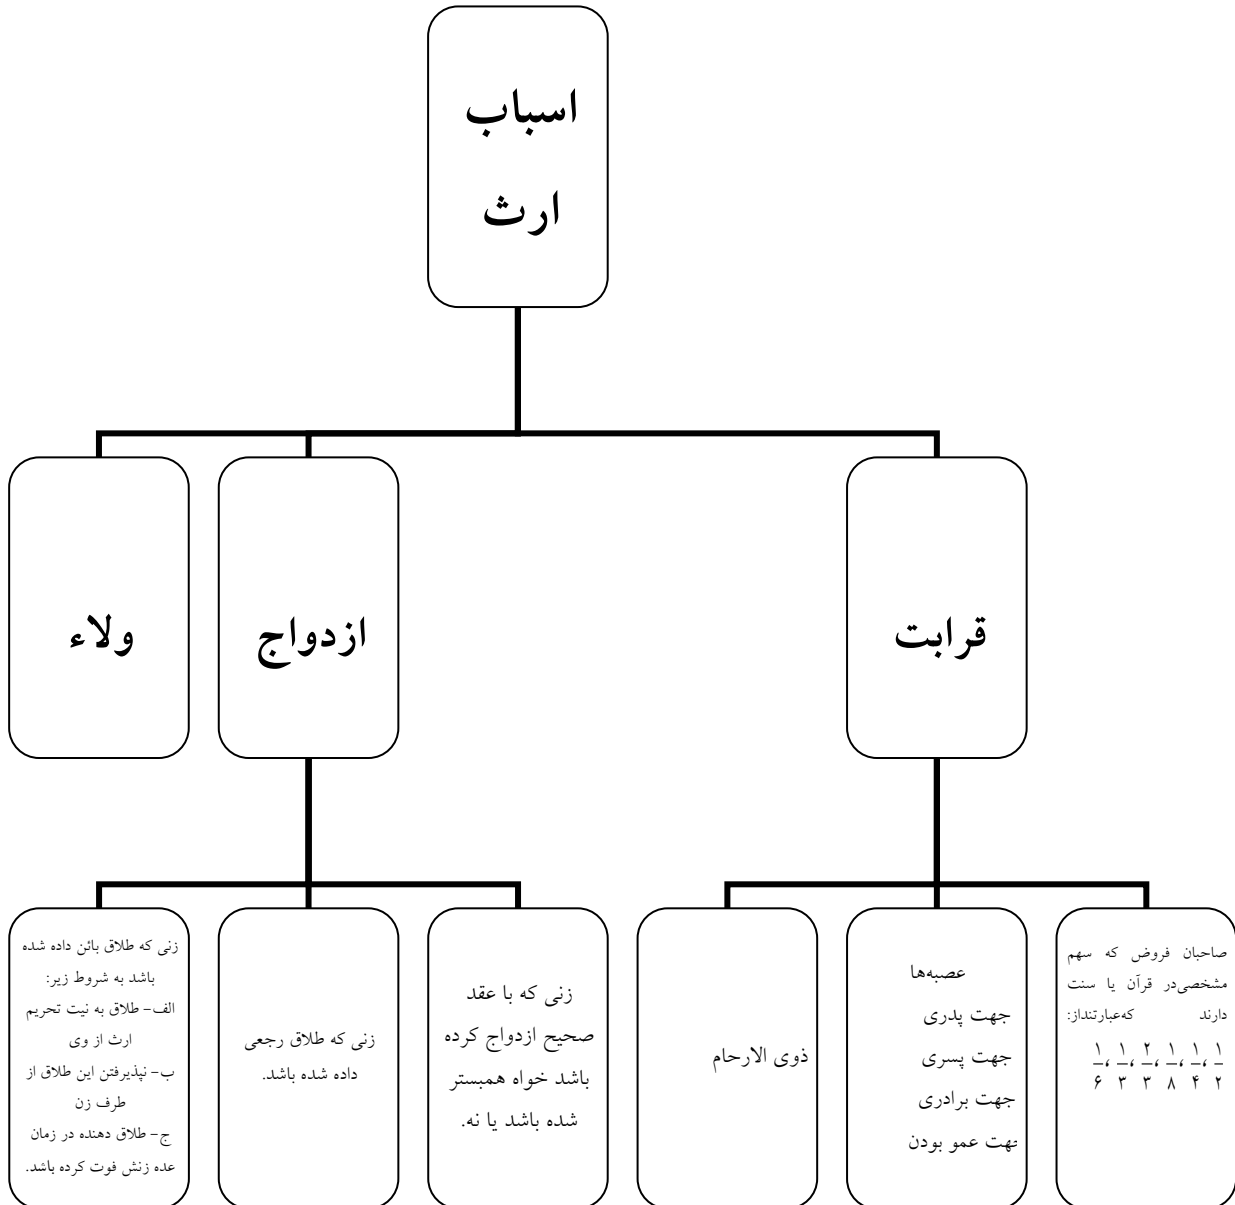 اسباب
ارث
قرابت
ازدواج
ولاء
صاحبان فروض که سهم
مشخصی‌در قرآن یا سنت
دارند که‌عبارتنداز:
۱/۲، ۱/۴، ۱/۸، ۲/۳، ۱/۳، ۱/۶
عصبه‌ها
جهت پدری
جهت پسری
جهت برادری
جهت عمو بودن
ذوی الارحام
زنی که با عقد
صحیح ازدواج کرده
باشد خواه همبستر
شده باشد یا نه.
زنی که طلاق رجعی
داده شده باشد.
زنی که طلاق بائن داده شده
باشد به شروط زیر:
الف- طلاق به نیت تحریم
ارث از وی
ب- نپذیرفتن این طلاق از
طرف زن
ج- طلاق دهنده در زمان
عده زنش فوت کرده باشد.